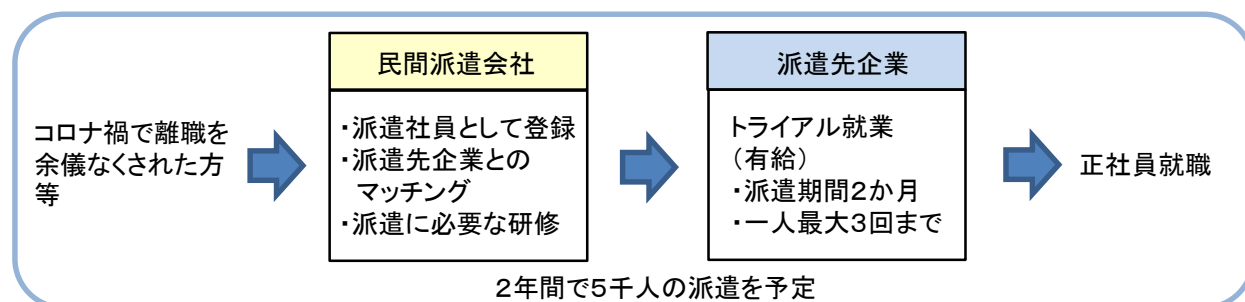 コロナ禍で離職を
余儀なくされた方
等
民間派遣会社
・派遣社員として登録
・派遣先企業との
マッチング
・派遣に必要な研修
派遣先企業
トライアル就業
（有給）
・派遣期間２か月
・一人最大３回まで
正社員就職
２年間で５千人の派遣を予定